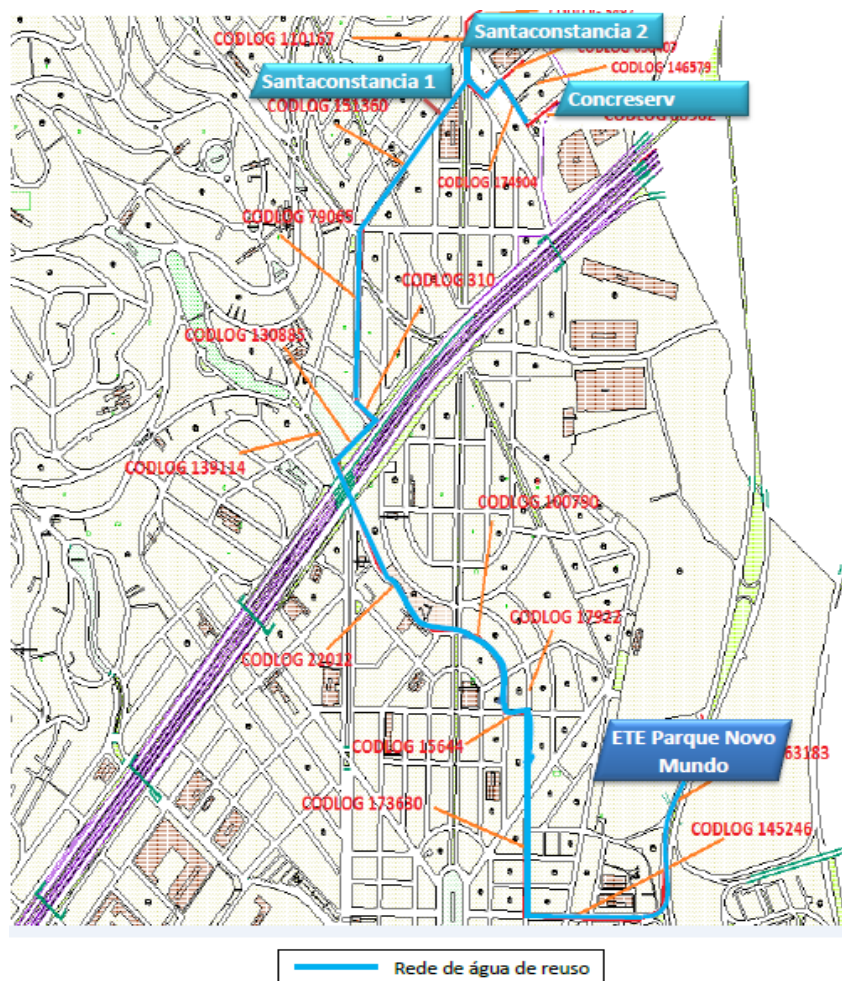 CODLOG 110167
Santaconstancia 2
CODLOG 146579
Santaconstancia 1
CODLOG 151360
Concreserv
CODLOG 174904
CODLOG 79065
CODLOG 310
CODLOG 130885
CODLOG 139114
CODLOG 100790
CODLOG 17922
CODLOG 22012
CODLOG 15644
ETE Parque Novo
Mundo
63183
CODLOG 173630
CODLOG 145246
Rede de água de reuso